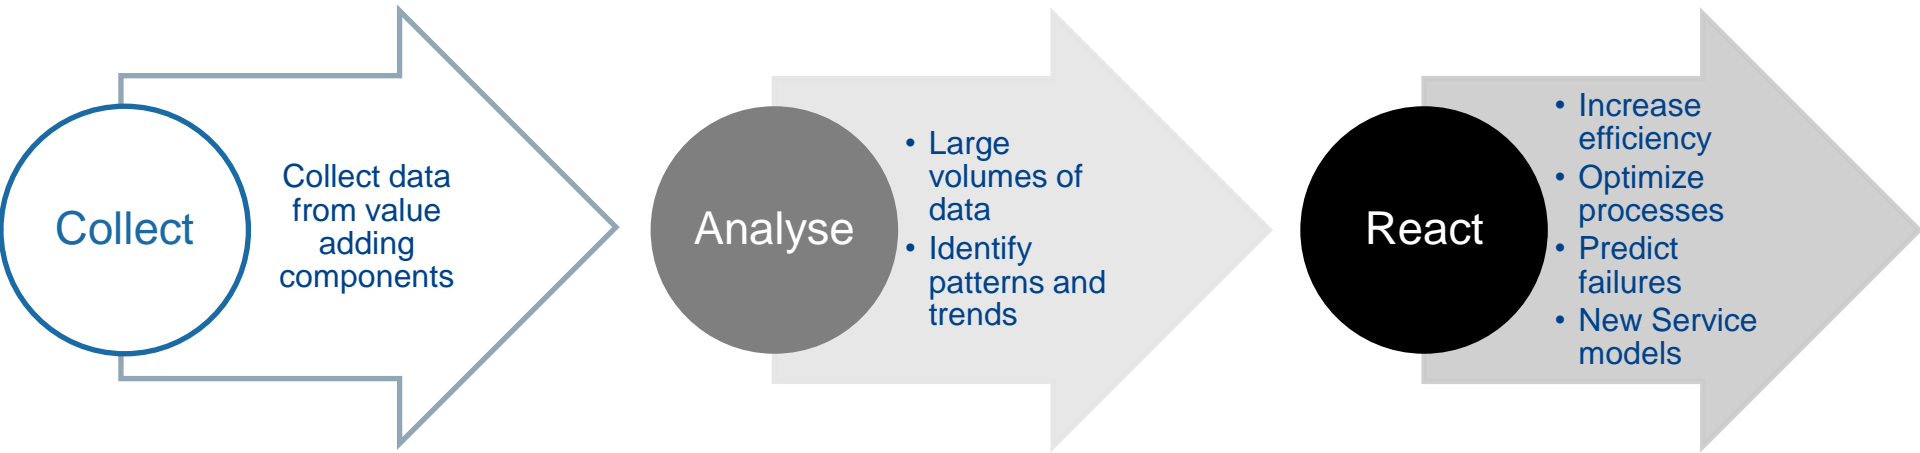 Collect
Collect data
from value
adding
components
Analyse
• Large
volumes of
data
• Identify
patterns and
trends
React
• Increase
efficiency
• Optimize
processes
• Predict
failures
• New Service
models